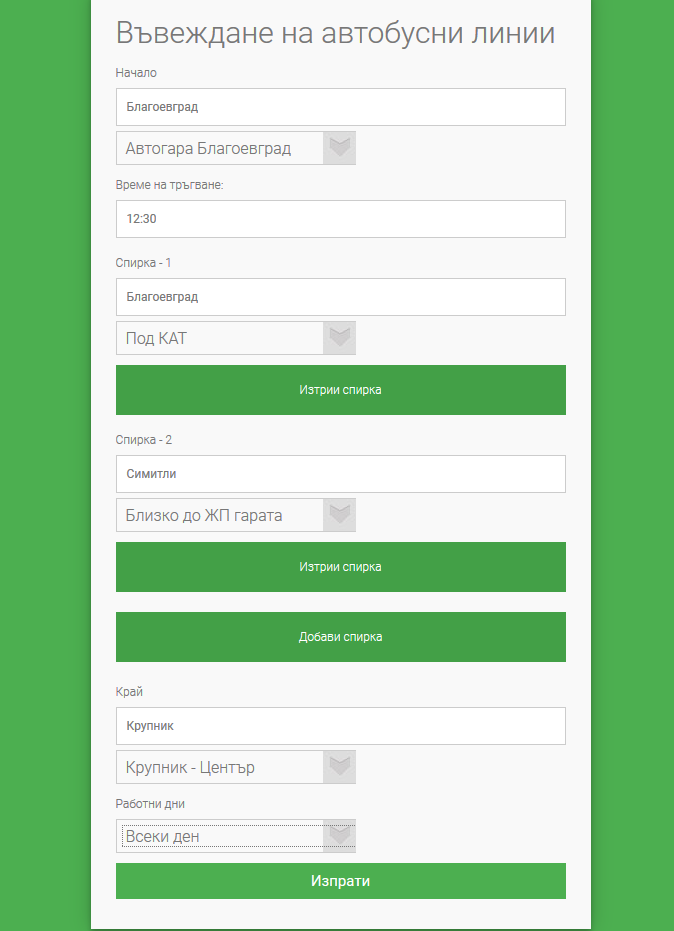 Въвеждане на автобусни линии
Начало
Благоевград
Автогара Благоевград
Време на тръгване:
12:30
Спирка - 1
Благоевград
Под КАТ
Изтрии спирка
Спирка - 2
Симитли
Близко до ЖП гарата
Изтрии спирка
Добави спирка
Край
Крупник
Крупник - Център
Работни дни
Всеки ден
Изпрати